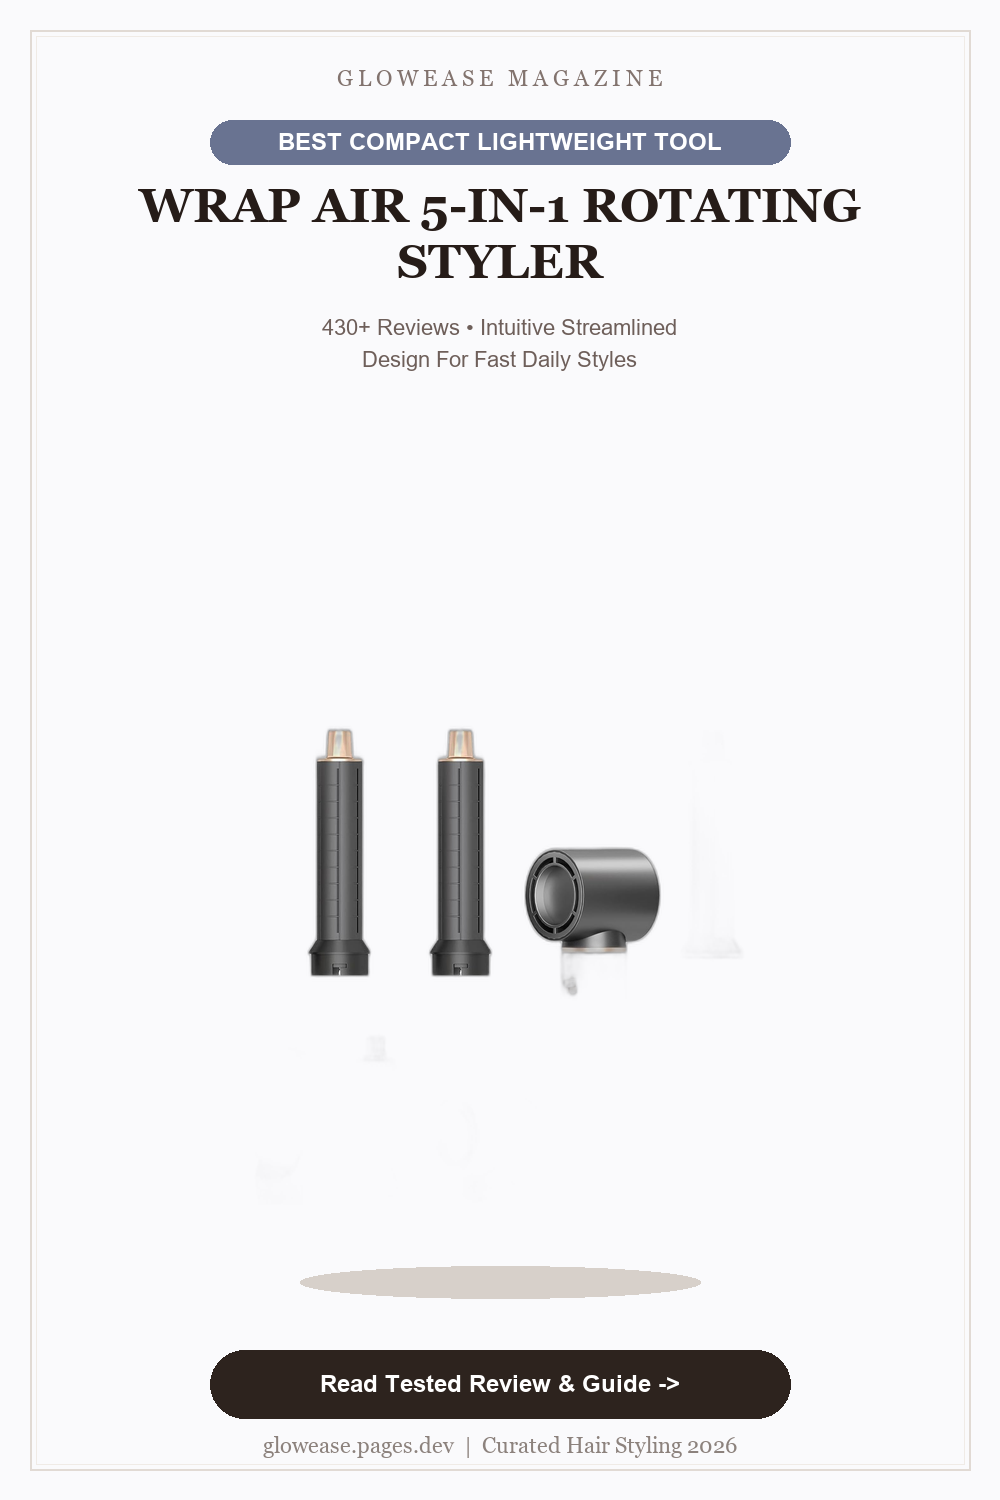 GLOWEASE MAGAZINE
BEST COMPACT LIGHTWEIGHT TOOL
WRAP AIR 5-IN-1 ROTATING
STYLER
430+ Reviews • Intuitive Streamlined
Design For Fast Daily Styles
Read Tested Review & Guide ->
glowease.pages.dev | Curated Hair Styling 2026